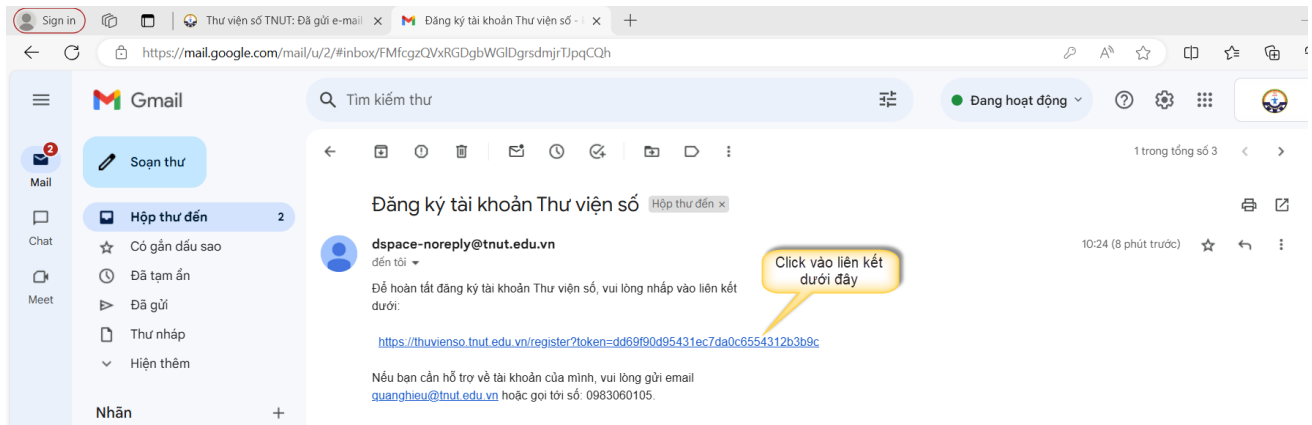 Sign in
Thư viện số TNUT: Đã gửi e-mail
Đăng ký tài khoản Thư viện số -
https://mail.google.com/mail/u/2/#inbox/FMfcgzQVxRGDgbWGlDgrsdmjrTJpqCQh
Gmail
Tìm kiếm thư
Đang hoạt động
2
Mail
Soạn thư
1 trong tổng số 3
Hộp thư đến 2
Đăng ký tài khoản Thư viện số Hộp thư đến ×
Chat
Có gắn dấu sao
dspace-noreply@tnut.edu.vn
10:24 (8 phút trước)
đến tôi
Click vào liên kết
dưới đây
Đã tạm ẩn
Để hoàn tất đăng ký tài khoản Thư viện số, vui lòng nhấp vào liên kết
dưới:
Meet
Đã gửi
Thư nháp
https://thuvienso.tnut.edu.vn/register?token=dd69f90d95431ec7da0c6554312b3b9c
Hiện thêm
Nếu bạn cần hỗ trợ về tài khoản của mình, vui lòng gửi email
quanghieu@tnut.edu.vn hoặc gọi tới số: 0983060105.
Nhãn